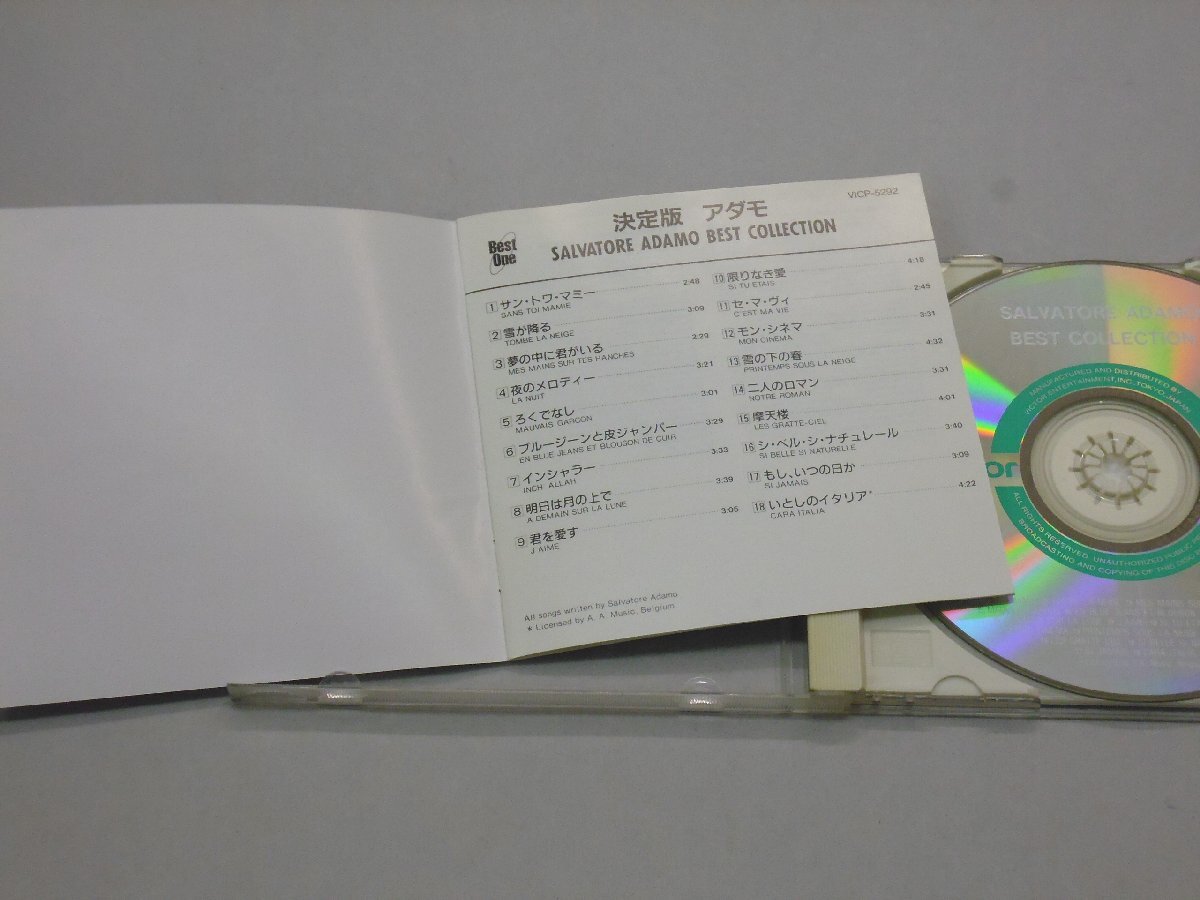 VICP-5292
Best One
決定版 アダモ
SALVATORE ADAMO BEST COLLECTION
1 サン・トワ・マミー 2:48
SANS TOI MAMIE
2 雪が降る 3:09
TOMBE LA NEIGE
3 夢の中に君がいる 2:29
MES MAINS SUR TES HANCHES
4 夜のメロディー 3:21
LA NUIT
5 ろくでなし 3:01
MAUVAIS GARCON
6 ブルージーンと皮ジャンパー 3:29
EN BLUE JEANS ET BLOUSON DE CUIR
7 インシャラー 3:33
INCH' ALLAH
8 明日は月の上で 3:39
A DEMAIN SUR LA LUNE
9 君を愛す 3:05
J'AIME
10 限りなき愛 4:18
SI TU ETAIS
11 セ・マ・ヴィ 2:45
C'EST MA VIE
12 モン・シネマ 3:31
MON CINEMA
13 雪の下の春 4:32
PRINTEMPS SOUS LA NEIGE
14 二人のロマン 3:31
NOTRE ROMAN
15 摩天楼 4:01
LES GRATTE-CIEL
16 シ・ベル・シ・ナチュレール 3:40
SI BELLE SI NATURELLE
17 もし、いつの日か 3:09
SI JAMAIS
18 いとしのイタリア* 4:22
CARA ITALIA
All songs written by Salvatore Adamo
* Licensed by A. A. Music, Belgium
SALVATORE ADAMO
BEST COLLECTION
MANUFACTURED AND DISTRIBUTED BY
VICTOR ENTERTAINMENT, INC. TOKYO, JAPAN
ALL RIGHTS RESERVED. UNAUTHORIZED PUBLIC
BROADCASTING AND COPYING OF THIS